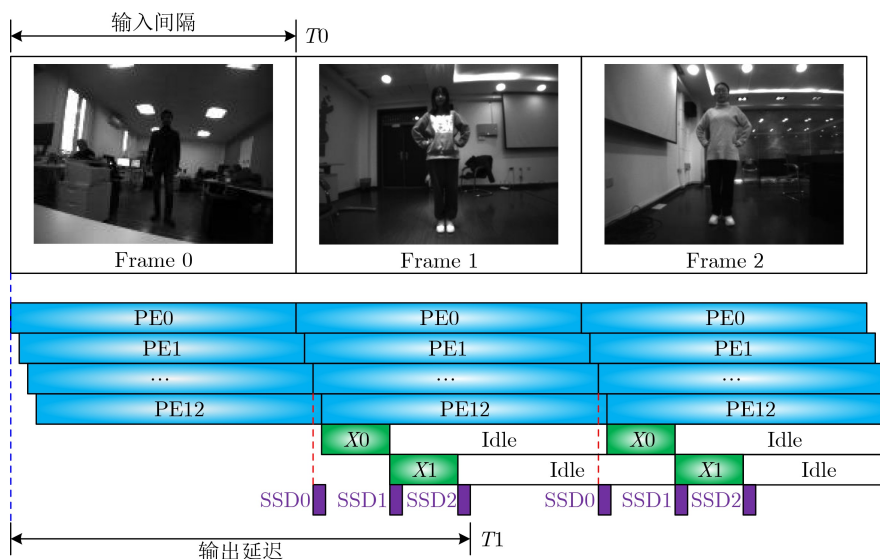 输入间隔 T0
Frame 0 Frame 1 Frame 2
PE0 PE0 PE0
PE1 PE1 PE1
... ... ...
PE12 PE12 PE12
X0 Idle X0 Idle
X1 Idle X1 Idle
SSD0 SSD1 SSD2 SSD0 SSD1 SSD2
输出延迟 T1